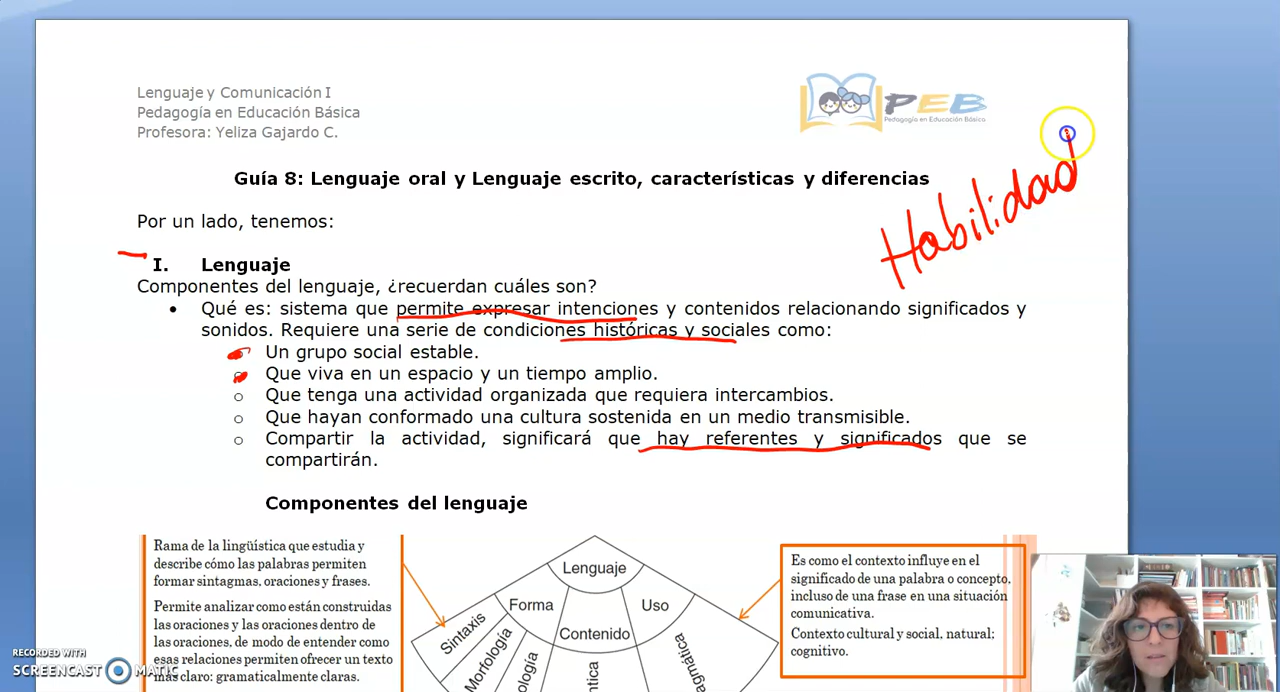 Lenguaje y Comunicación I
Pedagogía en Educación Básica
Profesora: Yeliza Gajardo C.
PEB
Pedagogía en Educación Básica
Habilidad
Guía 8: Lenguaje oral y Lenguaje escrito, características y diferencias
Por un lado, tenemos:
I. Lenguaje
Componentes del lenguaje, ¿recuerdan cuáles son?
• Qué es: sistema que permite expresar intenciones y contenidos relacionando significados y
sonidos. Requiere una serie de condiciones históricas y sociales como:
Un grupo social estable.
Que viva en un espacio y un tiempo amplio.
o Que tenga una actividad organizada que requiera intercambios.
o Que hayan conformado una cultura sostenida en un medio transmisible.
o Compartir la actividad, significará que hay referentes y significados que se
compartirán.
Componentes del lenguaje
Rama de la lingüística que estudia y
describe cómo las palabras permiten
formar sintagmas, oraciones y frases.
Permite analizar como están construidas
las oraciones y las oraciones dentro de
las oraciones, de modo de entender como
esas relaciones permiten ofrecer un texto
más claro: gramaticalmente claras.
Lenguaje
Forma
Uso
Contenido
Sintaxis
Morfología
Es como el contexto influye en el
significado de una palabra o concepto,
incluso de una frase en una situación
comunicativa.
Contexto cultural y social, natural;
cognitivo.
RECORDED WITH
SCREENCAST MATIC